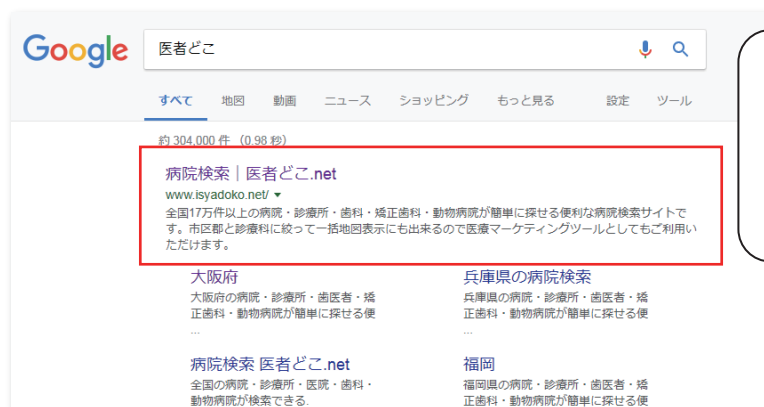 Google
医者どこ
すべて 地図 動画 ニュース ショッピング もっと見る 設定 ツール
約 304,000 件 （0.98 秒）
病院検索｜医者どこ.net
www.isyadoko.net/
全国17万件以上の病院・診療所・歯科・矯正歯科・動物病院が簡単に探せる便利な病院検索サイトで
す。市区郡と診療科に絞って一括地図表示にも出来るので医療マーケティングツールとしてもご利用い
ただけます。
大阪府
大阪府の病院・診療所・歯医者・矯
正歯科・動物病院が簡単に探せる便
...
兵庫県の病院検索
兵庫県の病院・診療所・歯医者・矯
正歯科・動物病院が簡単に探せる便
...
病院検索 医者どこ.net
全国の病院・診療所・医院・歯科・
動物病院が検索できる.
福岡
福岡県の病院・診療所・歯医者・矯
正歯科・動物病院が簡単に探せる便